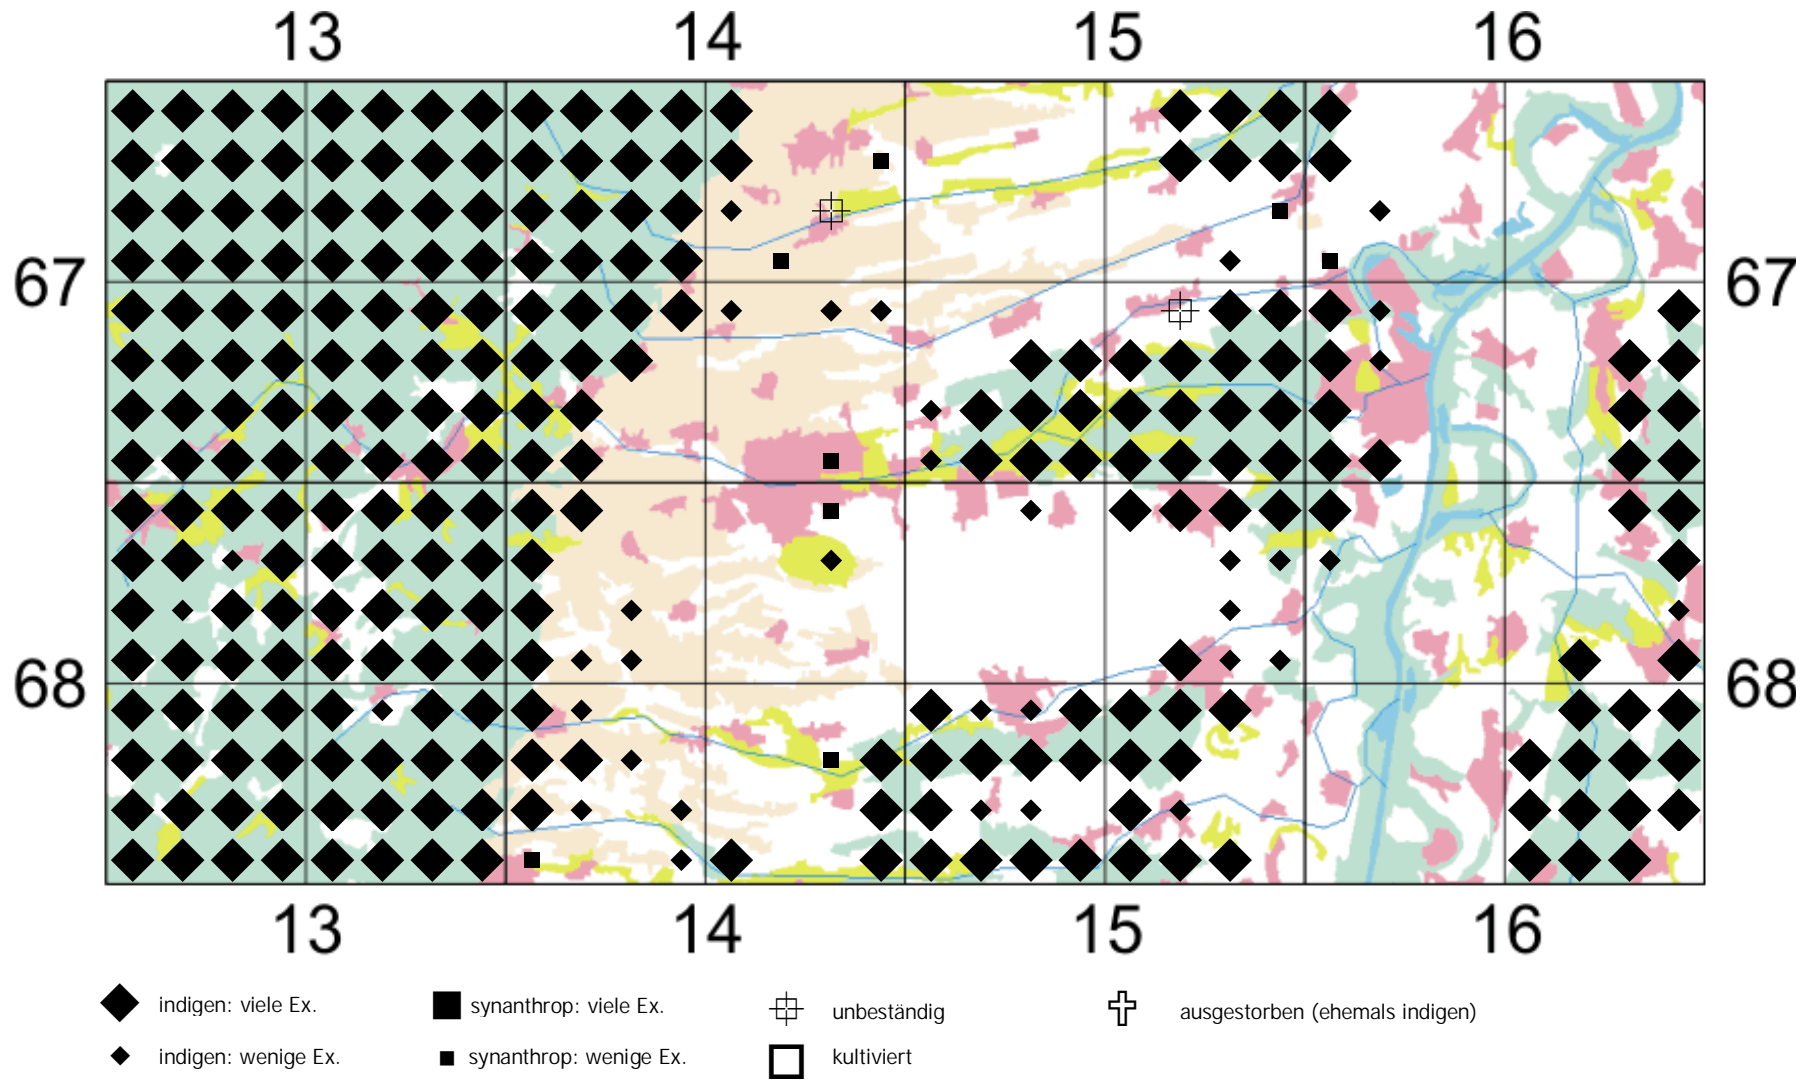 13 14 15 16
67 67
68 68
13 14 15 16
indigen: viele Ex. synanthrop: viele Ex. unbeständig ausgestorben (ehemals indigen)
indigen: wenige Ex. synanthrop: wenige Ex. kultiviert